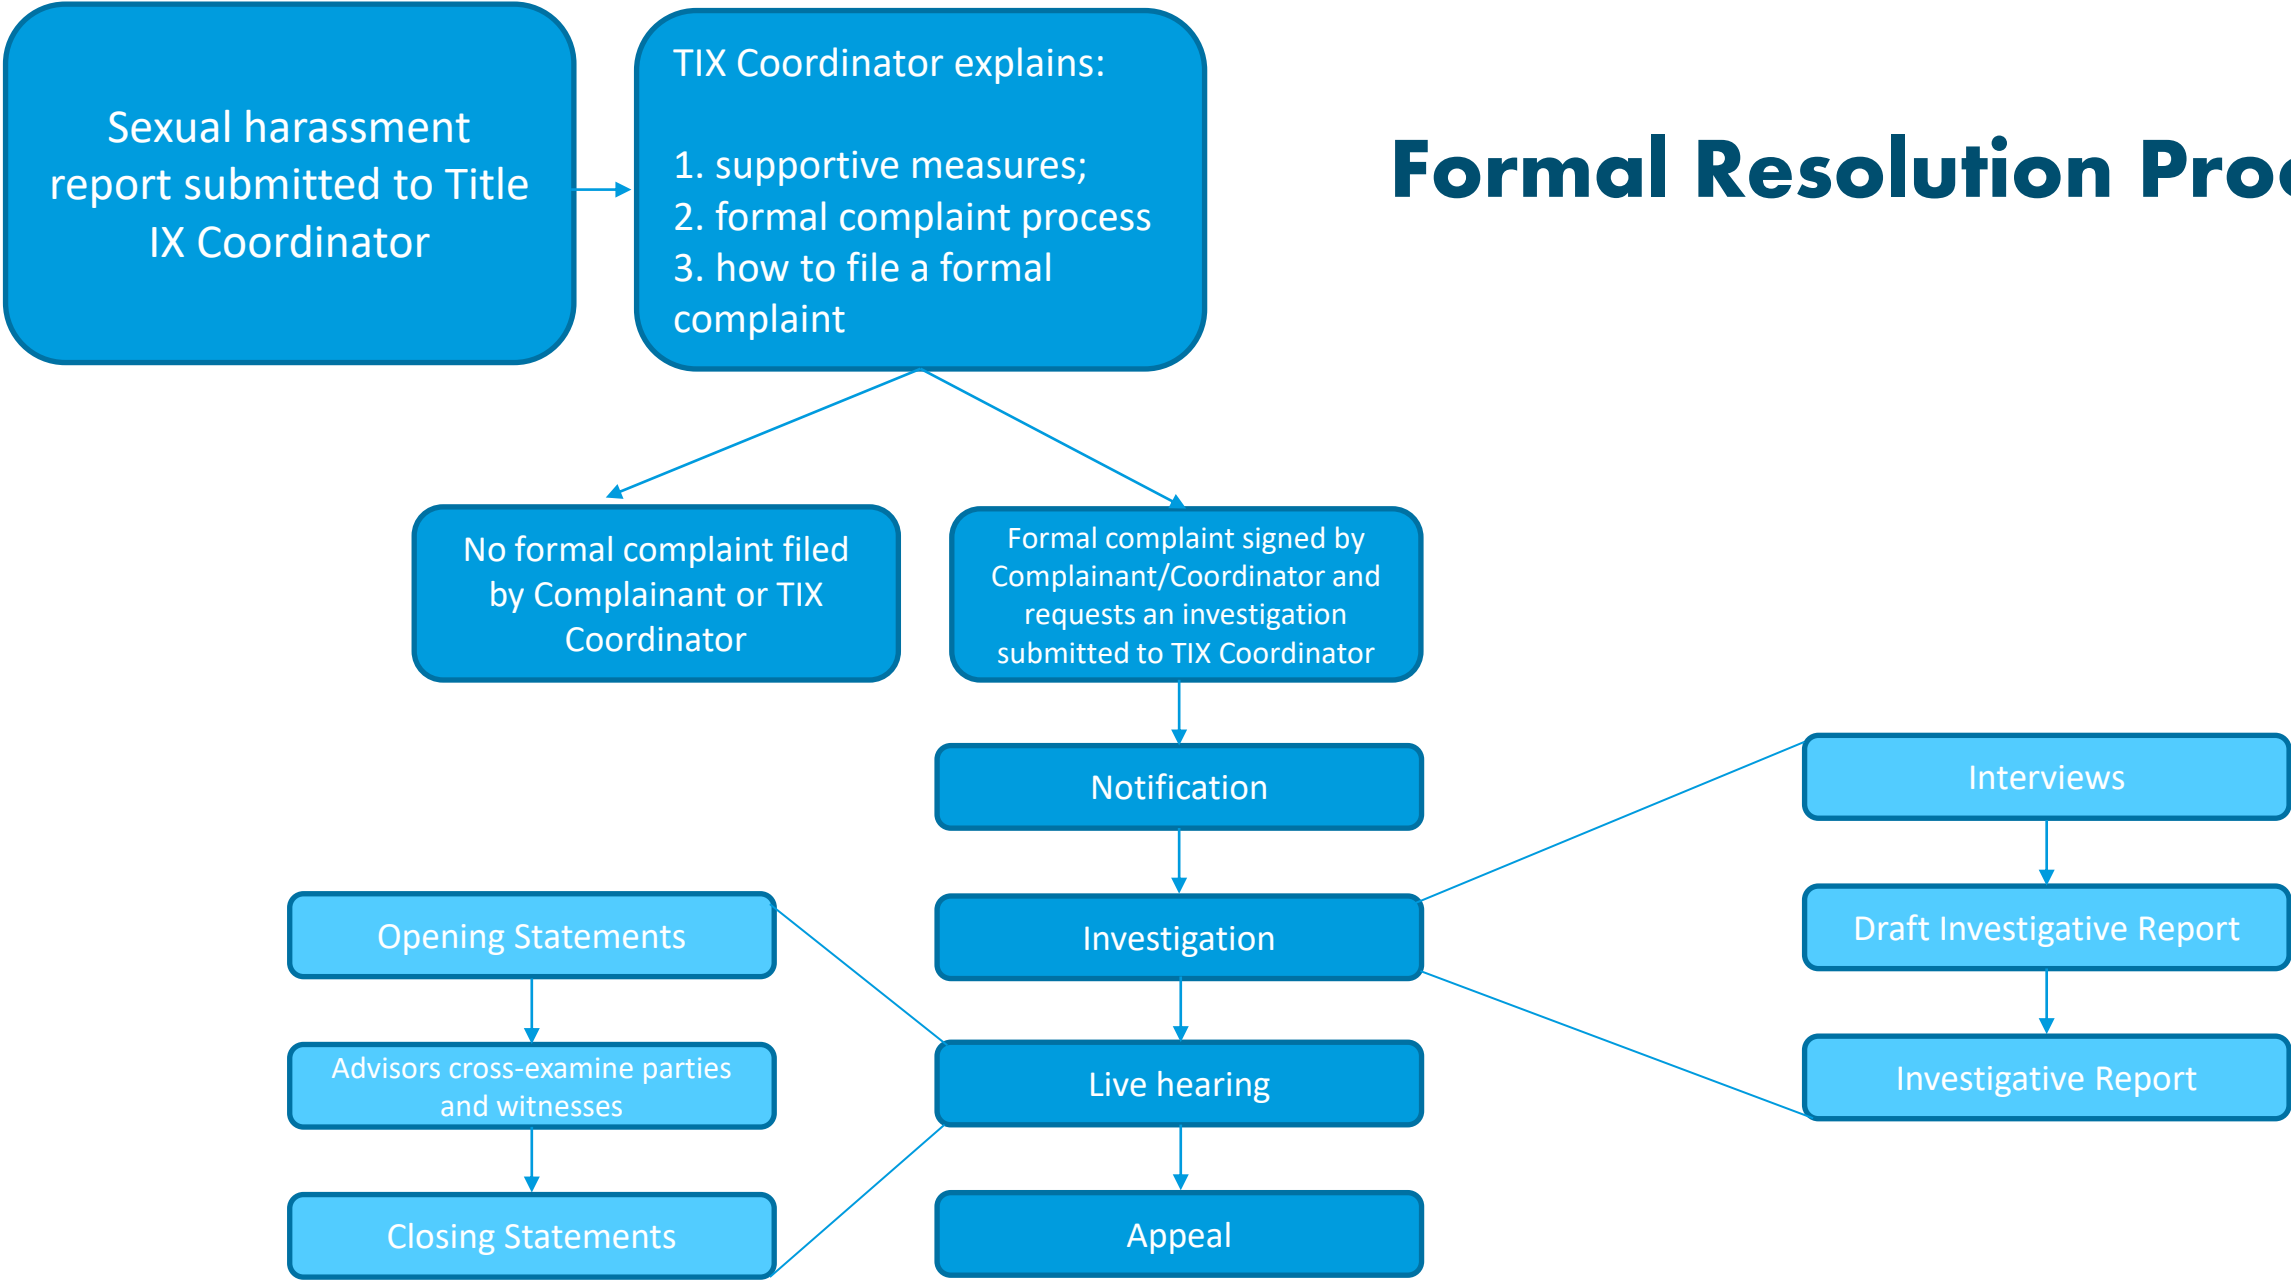 Sexual harassment
report submitted to Title
IX Coordinator
TIX Coordinator explains:
1. supportive measures;
2. formal complaint process
3. how to file a formal
complaint
Formal Resolution Pro
No formal complaint filed
by Complainant or TIX
Coordinator
Formal complaint signed by
Complainant/Coordinator and
requests an investigation
submitted to TIX Coordinator
Notification
Investigation
Live hearing
Appeal
Interviews
Draft Investigative Report
Investigative Report
Opening Statements
Advisors cross-examine parties
and witnesses
Closing Statements